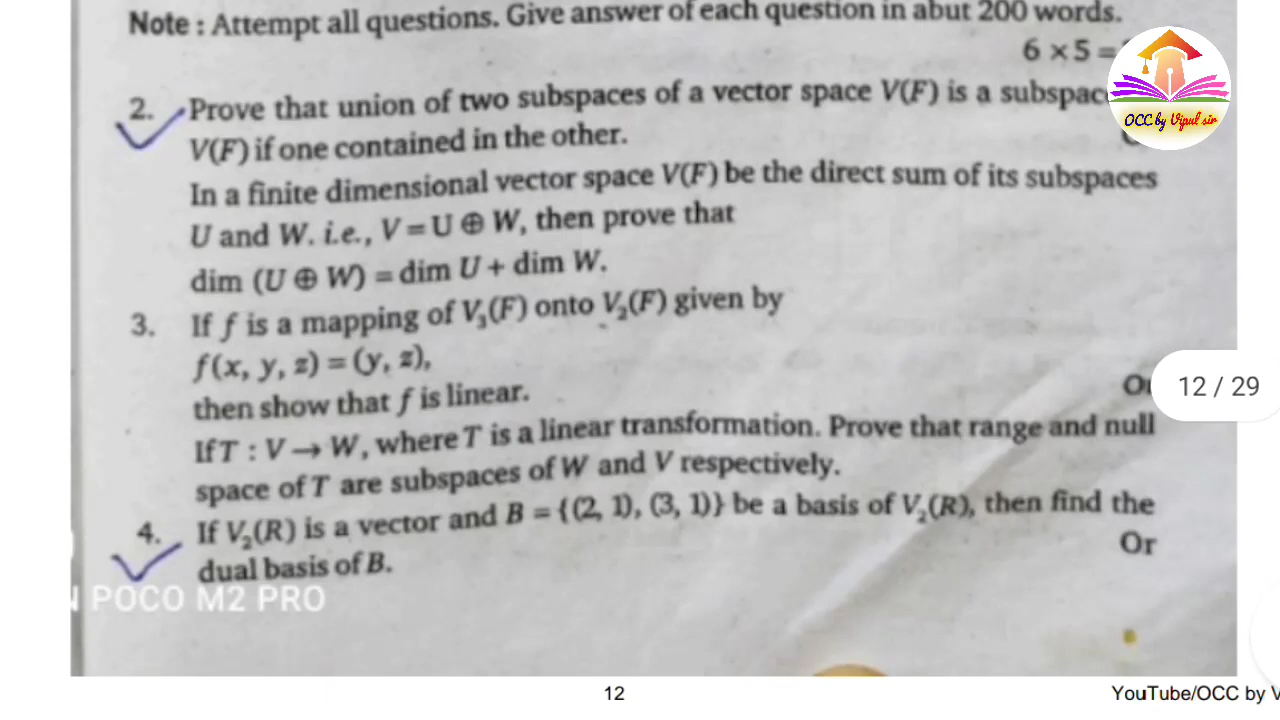 Note : Attempt all questions. Give answer of each question in abut 200 words.
6 × 5 =
OCC by Vipul sir
2. Prove that union of two subspaces of a vector space V(F) is a
V(F) if one contained in the other.
In a finite dimensional vector space V(F) be the direct sum of its subspaces
U and W. i.e., V = U ⊕ W, then prove that
dim (U ⊕ W) = dim U + dim W.
3. If f is a mapping of V₃(F) onto V₂(F) given by
f(x, y, z) = (y, z),
then show that f is linear.
12 / 29
If T : V → W, where T is a linear transformation. Prove that range and null
space of T are subspaces of W and V respectively.
4. If V₂(R) is a vector and B = {(2, 1), (3, 1)} be a basis of V₂(R), then find the
dual basis of B.
Or
POCO M2 PRO
12
YouTube/OCC by